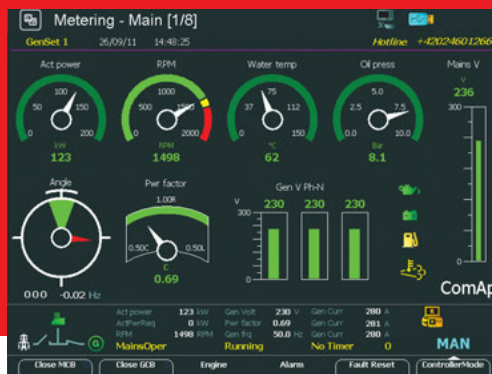 Metering - Main [1/8]
GenSet 1 26/09/11 14:48:25 Hotline +42024601266
Act power RPM Water temp Oil press Mains V
V
236
300
0
100
50 150
0 200
kW
123
1000
500 1500
0 2000
RPM
1498
75
37 112
0 150
°C
62
5.0
2.5 7.5
0.0 10.0
Bar
8.1
Angle Pwr factor Gen V Ph-N
1.00R
0.50C 0.50L
C
0.69
V
300
0
230 230 230
000 -0.02 Hz
ComAp
Act power 123 kW Gen Volt 230 V Gen Curr 280 A
ActPwrReq 0 kW Pwr factor 0.69 Gen Curr 281 A
RPM 1498 RPM Gen frq 50.0 Hz Gen Curr 280 A
MainsOper Running No Timer 0
G
MAN
Close MCB Close GCB Engine Alarm Fault Reset ControllerMode